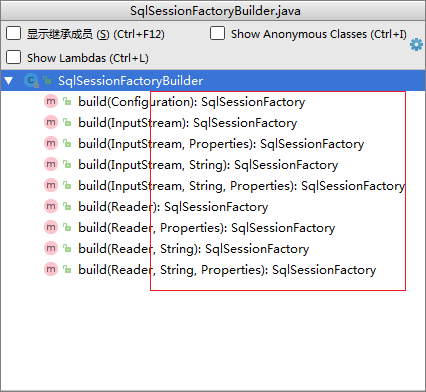 SqlSessionFactoryBuilder.java
显示继承成员 (S) (Ctrl+F12) Show Anonymous Classes (Ctrl+I)
Show Lambdas (Ctrl+L)
SqlSessionFactoryBuilder
m build(Configuration): SqlSessionFactory
m build(InputStream): SqlSessionFactory
m build(InputStream, Properties): SqlSessionFactory
m build(InputStream, String): SqlSessionFactory
m build(InputStream, String, Properties): SqlSessionFactory
m build(Reader): SqlSessionFactory
m build(Reader, Properties): SqlSessionFactory
m build(Reader, String): SqlSessionFactory
m build(Reader, String, Properties): SqlSessionFactory